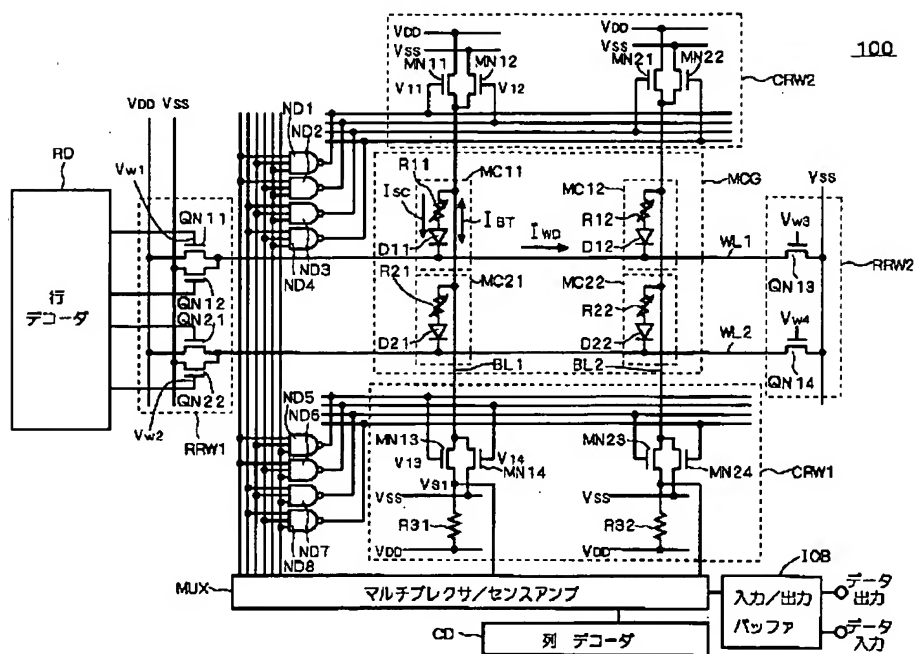 100
VDD
VSS
MN11
MN12
V11
V12
VDD
VSS
MN21
MN22
CRW2
VDD VSS
ND1
ND2
RD
Vw1
QN11
ND3
ND4
R11
MC11
ISC
IBT
D11
IWD
MC12
R12
D12
MCG
VSS
WL1
Vw3
RRW2
QN13
QN12
QN21
行
デコーダ
R21
MC21
D21
MC22
R22
D22
WL2
Vw4
QN14
BL1
BL2
QN22
Vw2
RRW1
ND5
ND6
MN13
V13
V14
MN14
VS1
MN23
MN24
CRW1
VSS
VSS
R31
R32
ND7
ND8
VDD
VDD
IOB
MUX
マルチプレクサ/センスアンプ
入力/出力
バッファ
データ
出力
データ
入力
CD
列 デコーダ